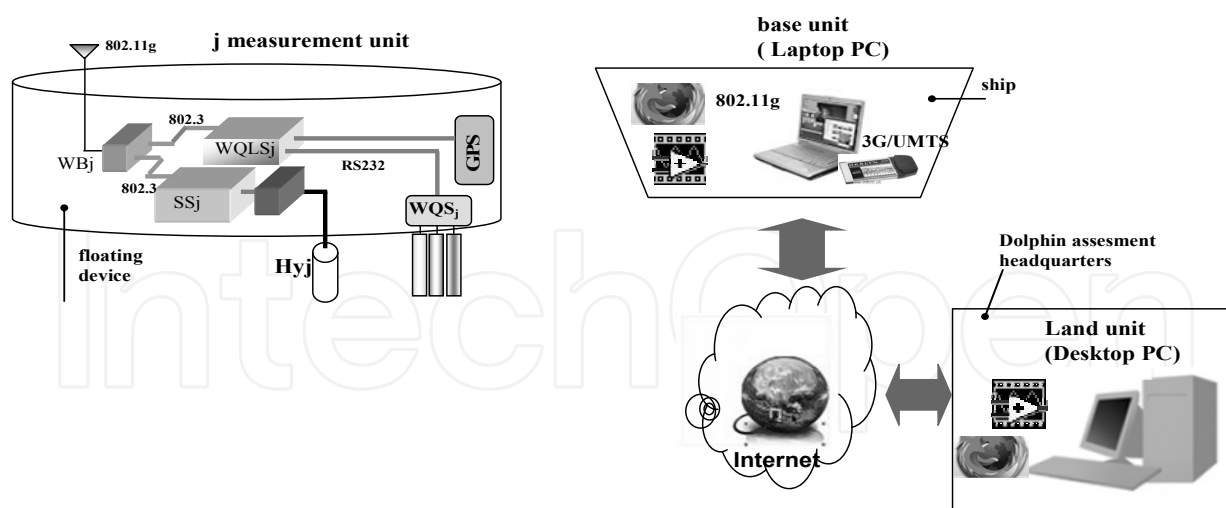 802.11g
j measurement unit
802.3
WBj
WQLSj
GPS
RS232
802.3
SSj
WQSj
floating
device
Hyj
base unit
( Laptop PC)
ship
802.11g
3G/UMTS
Dolphin assesment
headquarters
Land unit
(Desktop PC)
Internet
IntechOpen